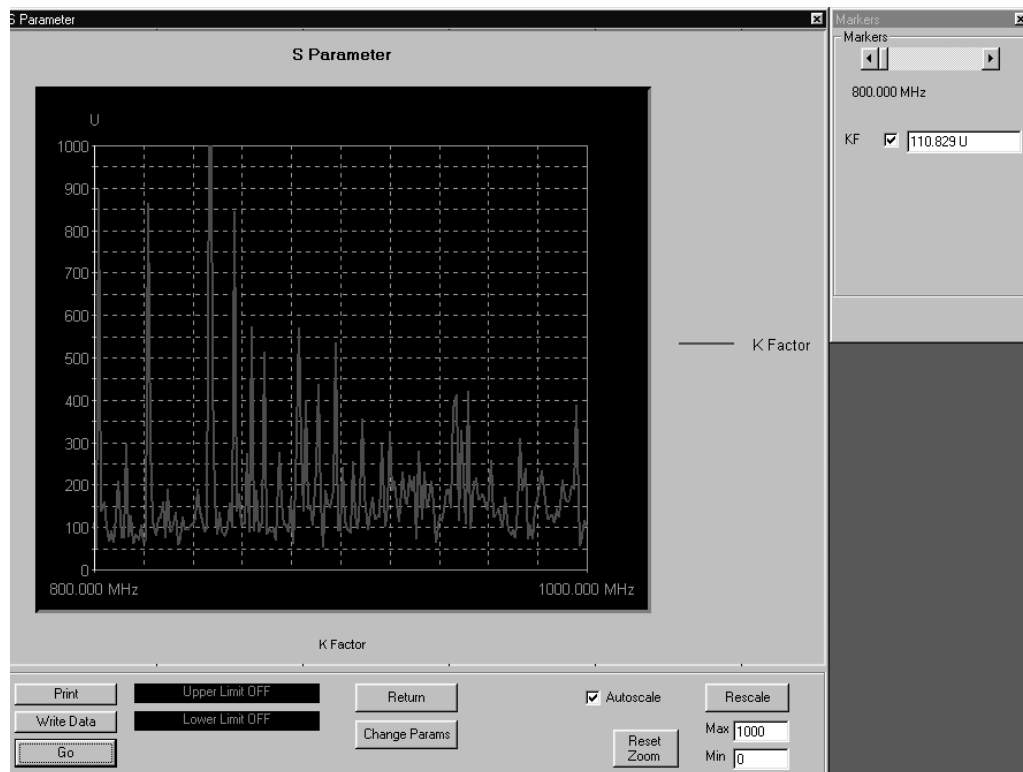 S Parameter
Markers
S Parameter
Markers
800.000 MHz
KF 110.829 U
U
1000
900
800
700
600
500
400
300
200
100
0
800.000 MHz 1000.000 MHz
K Factor
K Factor
Print
Upper Limit OFF
Return
Autoscale
Rescale
Write Data
Lower Limit OFF
Change Params
Max 1000
Go
Reset
Zoom
Min 0